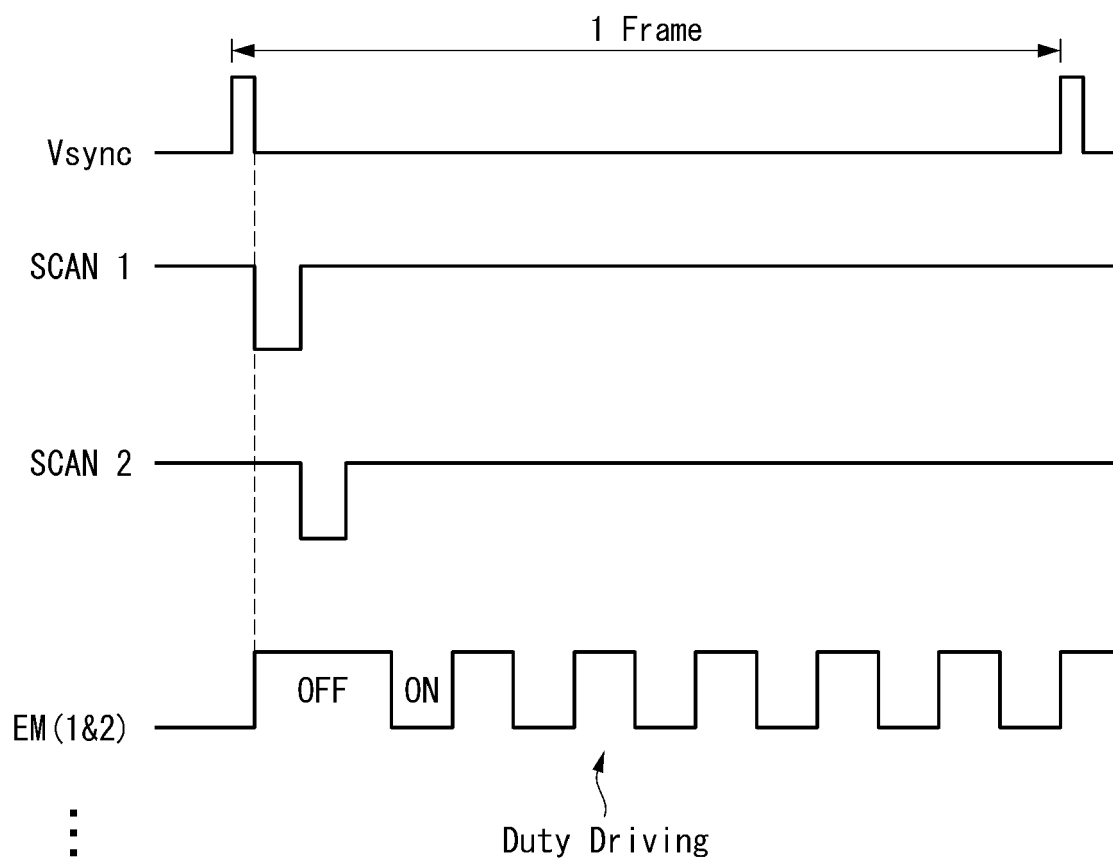 1 Frame
Vsync
SCAN 1
SCAN 2
OFF
ON
EM(1&2)
Duty Driving